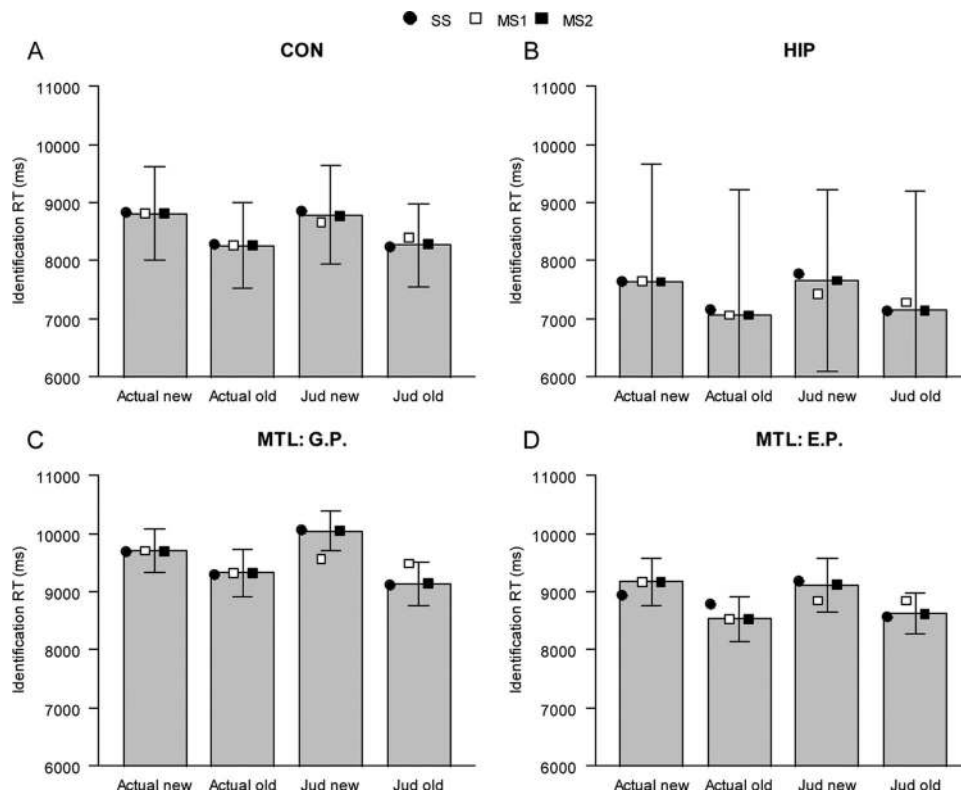 SS MS1 MS2
A CON
Identification RT (ms)
11000
10000
9000
8000
7000
6000
Actual new Actual old Jud new Jud old
B HIP
Identification RT (ms)
11000
10000
9000
8000
7000
6000
Actual new Actual old Jud new Jud old
C MTL: G.P.
Identification RT (ms)
11000
10000
9000
8000
7000
6000
Actual new Actual old Jud new Jud old
D MTL: E.P.
Identification RT (ms)
11000
10000
9000
8000
7000
6000
Actual new Actual old Jud new Jud old